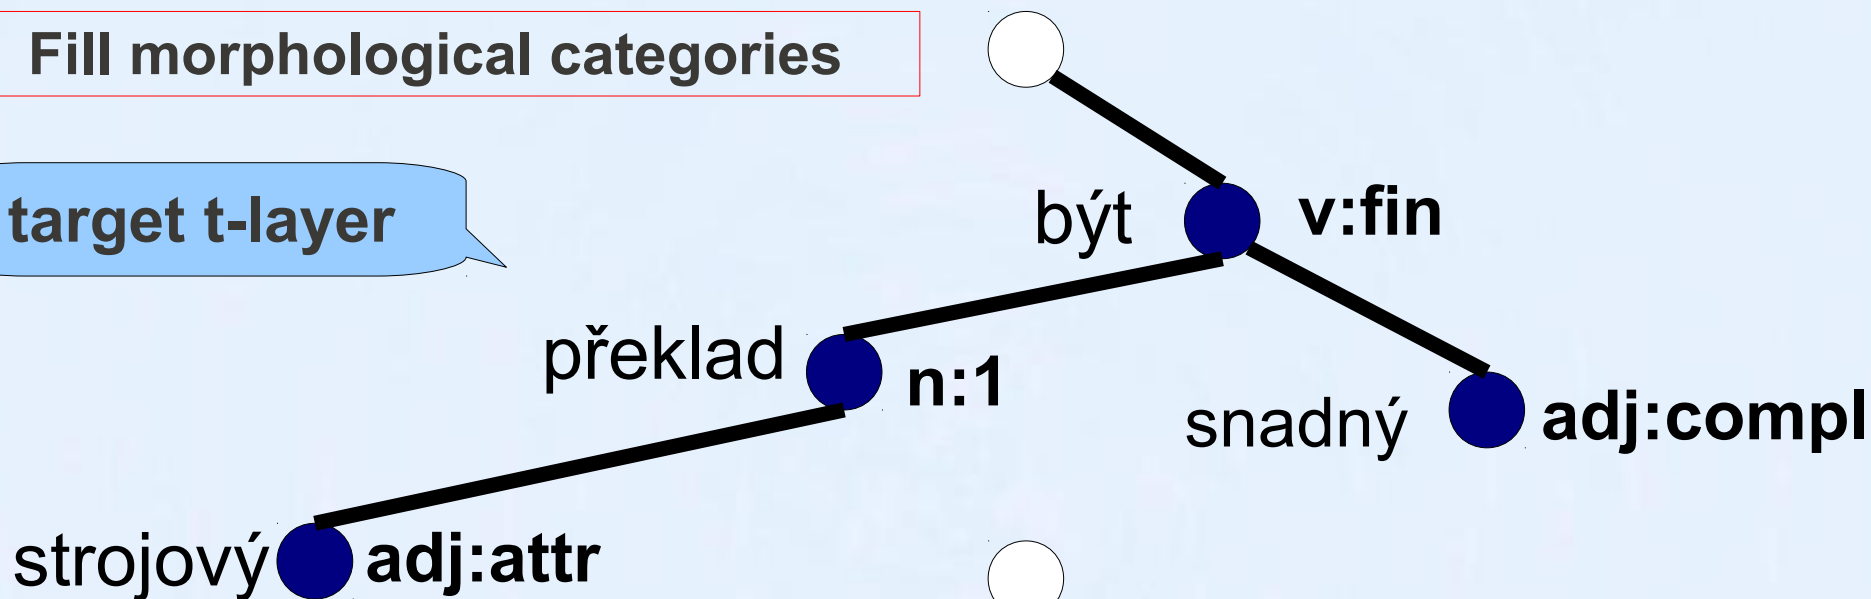 Fill morphological categories
target t-layer
být v:fin
překlad n:1
snadný adj:compl
strojový adj:attr